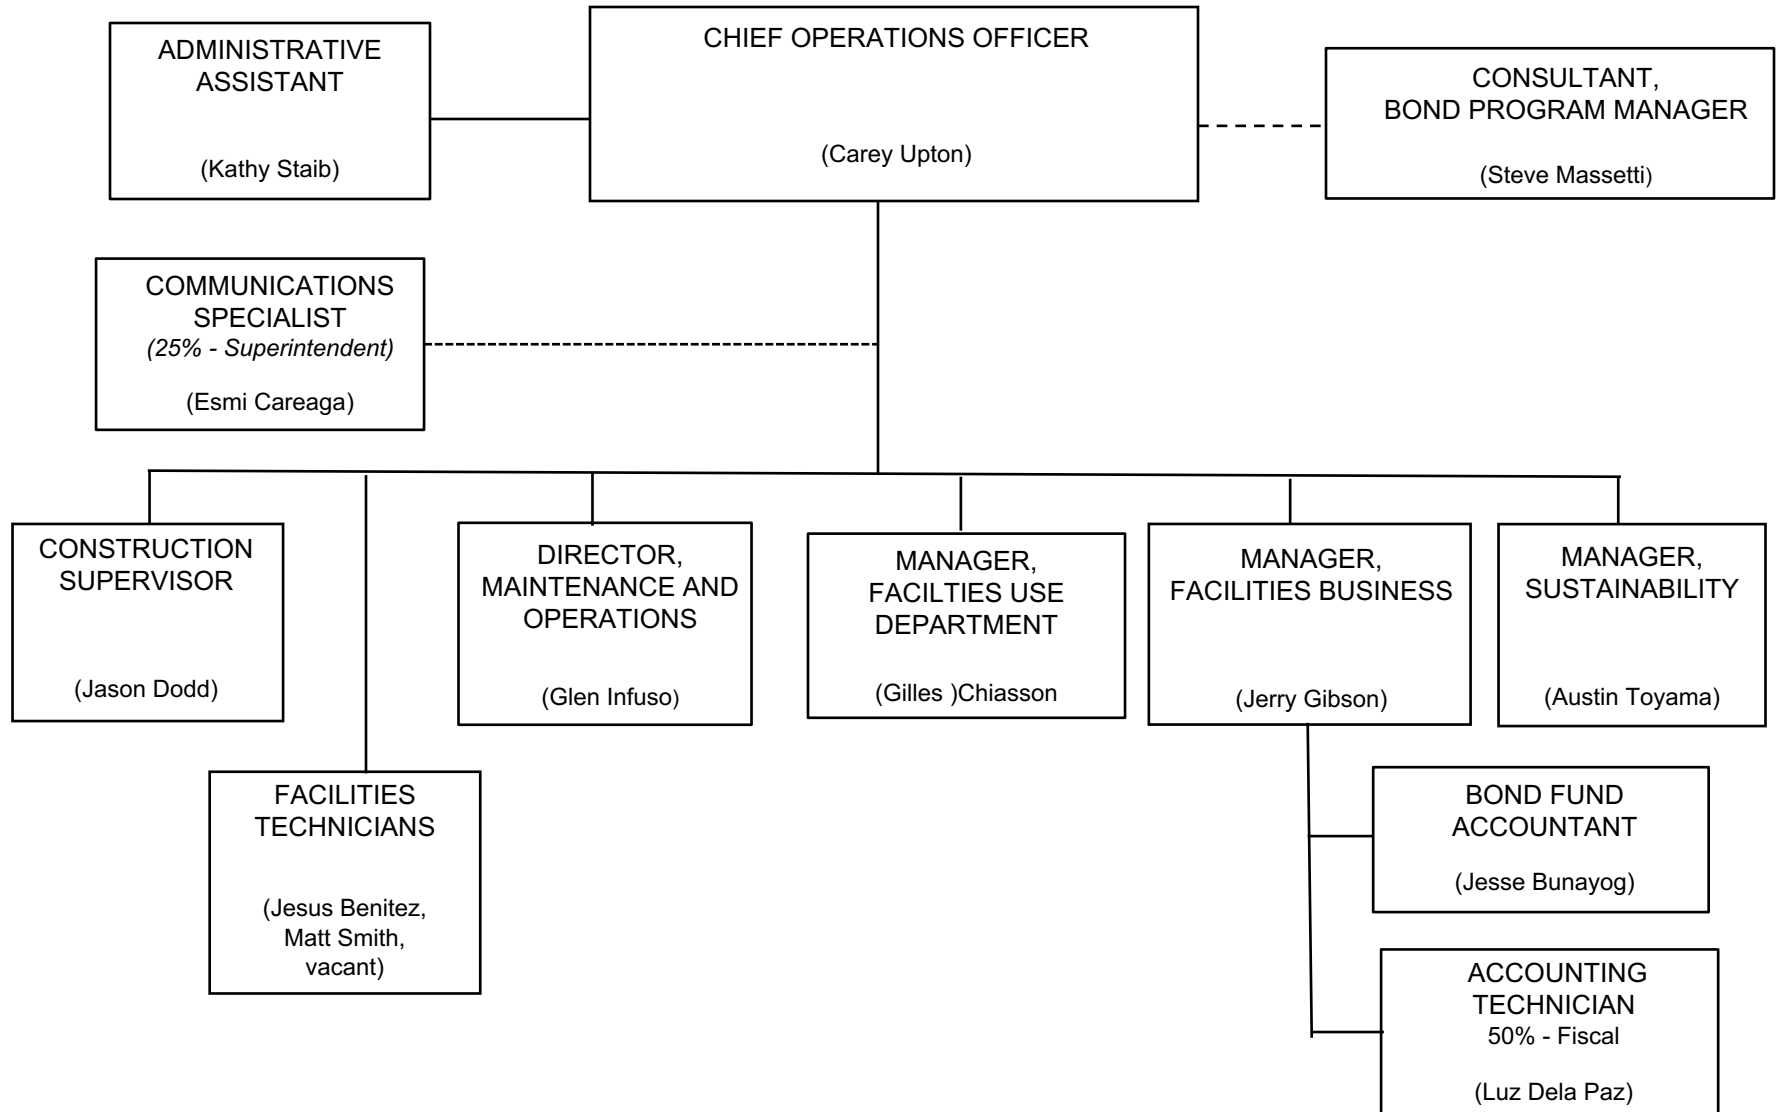 ADMINISTRATIVE
ASSISTANT
(Kathy Staib)
CHIEF OPERATIONS OFFICER
(Carey Upton)
CONSULTANT,
BOND PROGRAM MANAGER
(Steve Massetti)
COMMUNICATIONS
SPECIALIST
(25% - Superintendent)
(Esmi Careaga)
CONSTRUCTION
SUPERVISOR
(Jason Dodd)
FACILITIES
TECHNICIANS
(Jesus Benitez,
Matt Smith,
vacant)
DIRECTOR,
MAINTENANCE AND
OPERATIONS
(Glen Infuso)
MANAGER,
FACILTIES USE
DEPARTMENT
(Gilles )Chiasson
MANAGER,
FACILITIES BUSINESS
(Jerry Gibson)
MANAGER,
SUSTAINABILITY
(Austin Toyama)
BOND FUND
ACCOUNTANT
(Jesse Bunayog)
ACCOUNTING
TECHNICIAN
50% - Fiscal
(Luz Dela Paz)